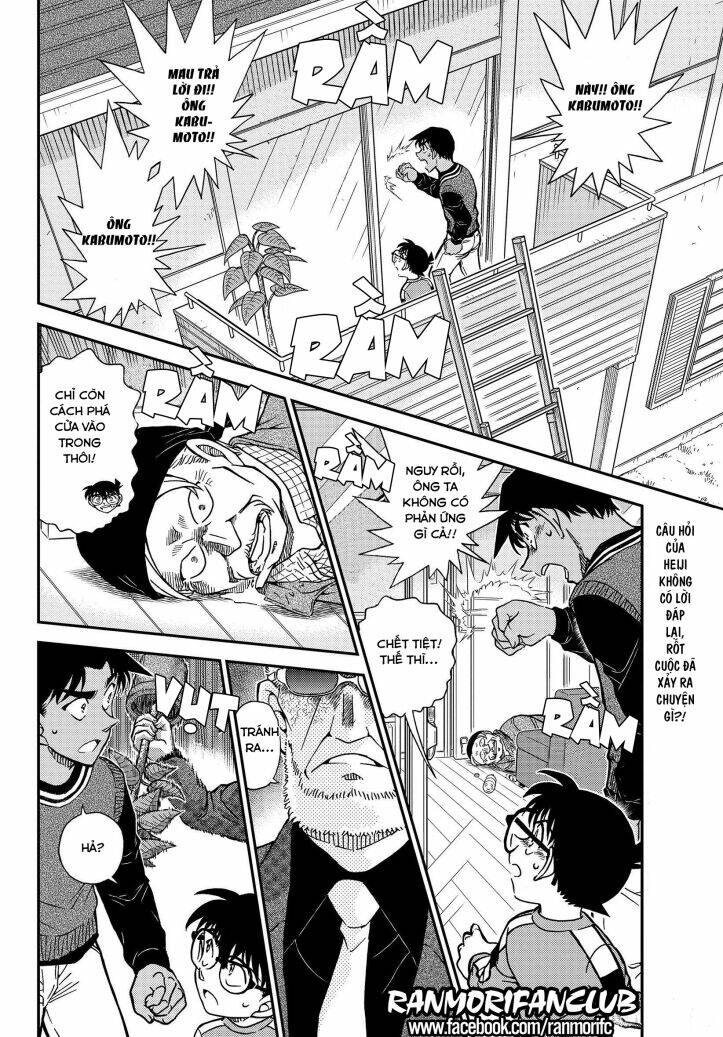 NÀY!! ÔNG
KABUMOTO!!
RẦM
MAU TRẢ
LỜI ĐI!!
ÔNG
KABU-
MOTO!!
ÔNG
KABUMOTO!!
RẦM
CÂU HỎI
CỦA
HEIJI
KHÔNG
CÓ LỜI
ĐÁP
LẠI,
RỐT
CUỘC ĐÃ
XẢY RA
CHUYỆN
GÌ?!
NGUY RỒI,
ÔNG TA
KHÔNG CÓ
PHẢN ỨNG
GÌ CẢ!!
RẦM
CHẾT TIỆT!
THẾ THÌ...
RẦM
RẦM
CHỈ CÒN
CÁCH PHÁ
CỬA VÀO
TRONG
THÔI!
TRÁNH
RA...
VỤT
HẢ?
RANMORIFANCLUB
www.facebook.com/ranmorifc